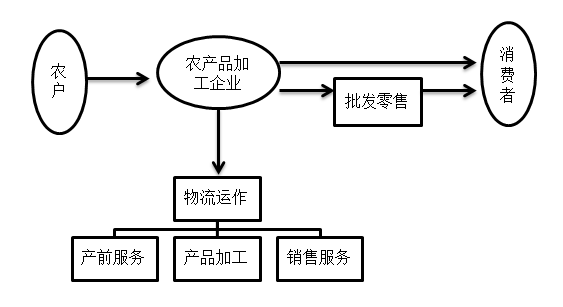 农户
农产品加
工企业
批发零售
消费者
物流运作
产前服务
产品加工
销售服务